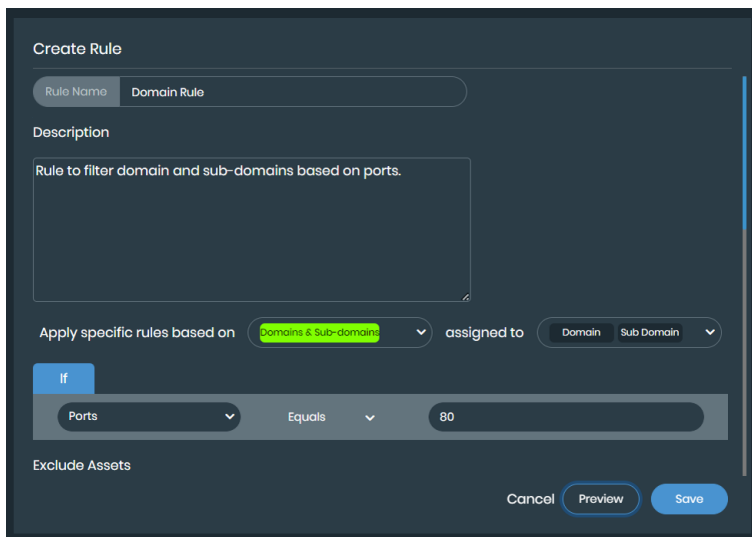 Create Rule
Rule Name Domain Rule
Description
Rule to filter domain and sub-domains based on ports.
Apply specific rules based on Domains & Sub-domains assigned to Domain Sub Domain
If
Ports Equals 80
Exclude Assets
Cancel Preview Save